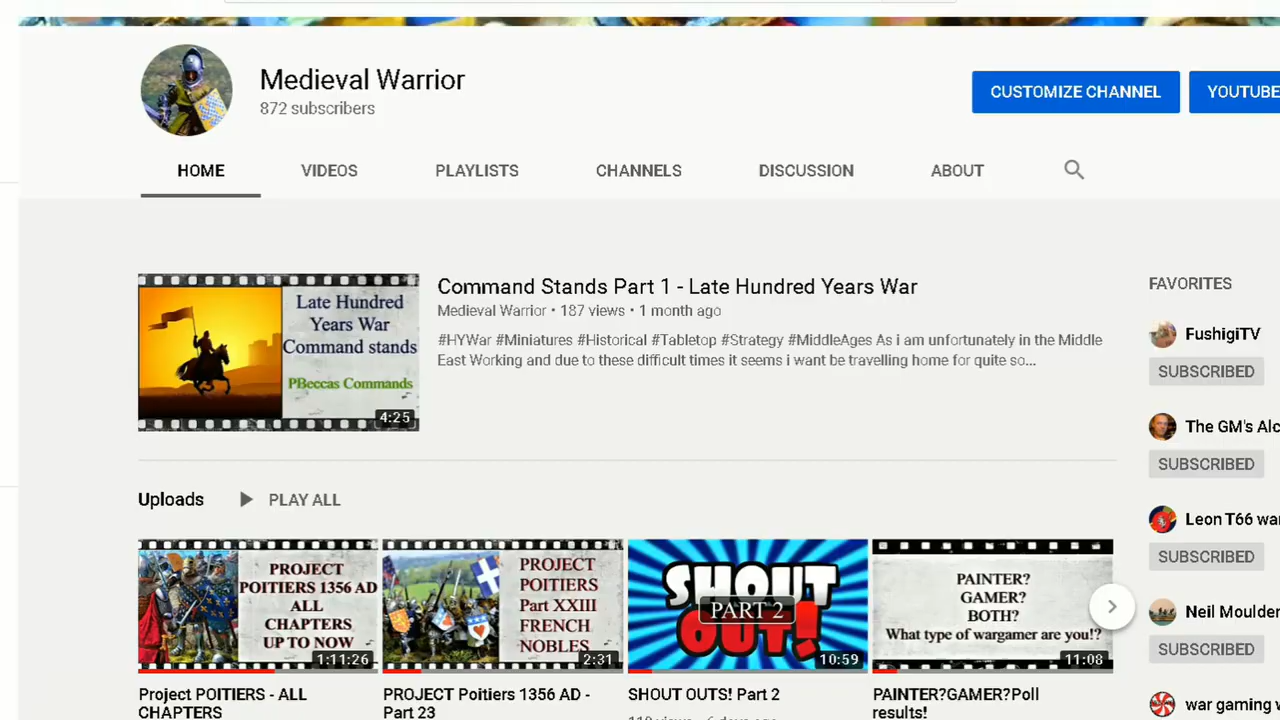 Medieval Warrior
872 subscribers
CUSTOMIZE CHANNEL
YOUTUBE
HOME
VIDEOS
PLAYLISTS
CHANNELS
DISCUSSION
ABOUT
Late Hundred
Years War
Command stands
PBeccas Commands
4:25
Command Stands Part 1 - Late Hundred Years War
Medieval Warrior • 187 views • 1 month ago
#HYWar #Miniatures #Historical #Tabletop #Strategy #MiddleAges As i am unfortunately in the Middle
East Working and due to these difficult times it seems i want be travelling home for quite so...
FAVORITES
FushigiTV
SUBSCRIBED
The GM's Alc
SUBSCRIBED
Leon T66 wa
SUBSCRIBED
Neil Moulder
SUBSCRIBED
war gaming
Uploads
PLAY ALL
PROJECT
POITIERS 1356 AD
ALL
CHAPTERS
UP TO NOW
1:11:26
Project POITIERS - ALL
CHAPTERS
PROJECT
POITIERS
Part XXIII
FRENCH
NOBLES
2:31
PROJECT Poitiers 1356 AD -
Part 23
SHOUT
PART 2
OUT!
10:59
SHOUT OUTS! Part 2
PAINTER?
GAMER?
BOTH?
What type of wargamer are you!?
11:08
PAINTER?GAMER?Poll
results!